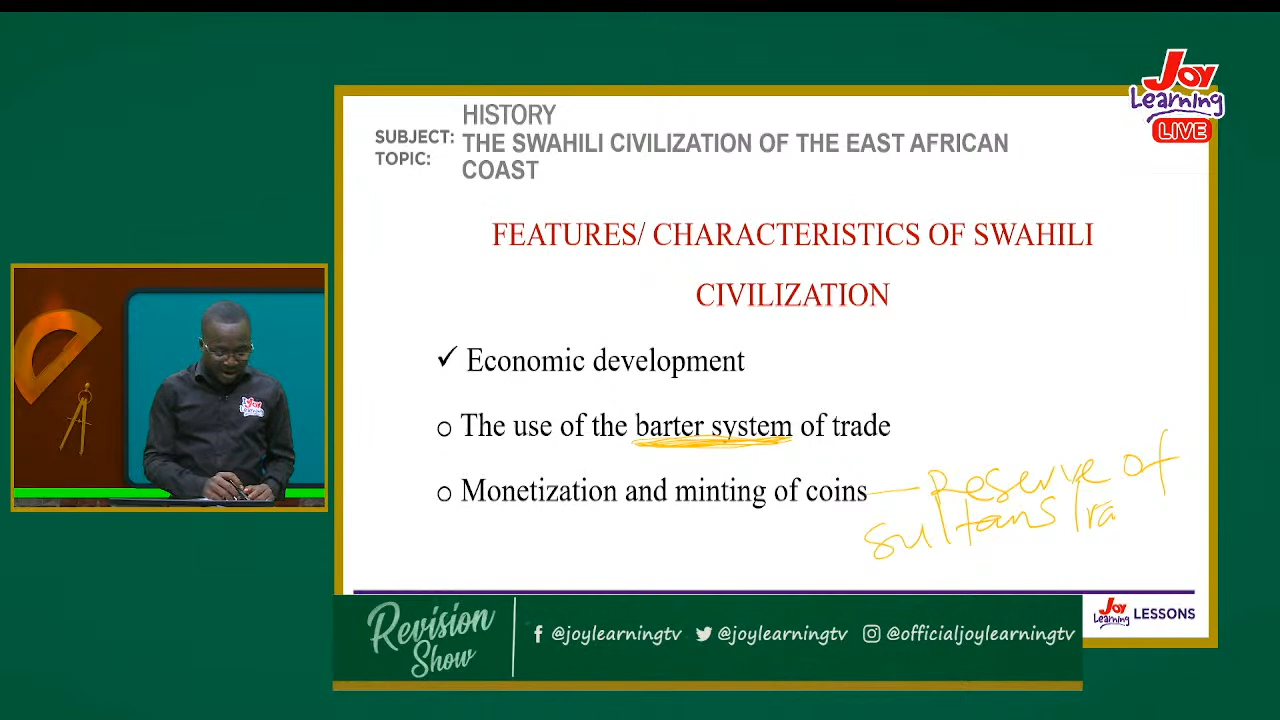 Joy
Learning
LIVE
HISTORY
SUBJECT: THE SWAHILI CIVILIZATION OF THE EAST AFRICAN
TOPIC: COAST
FEATURES/ CHARACTERISTICS OF SWAHILI
CIVILIZATION
✓ Economic development
o The use of the barter system of trade
o Monetization and minting of coins — Reserve of
sultans
Joy
Learning
Joy
Learning LESSONS
Revision
Show
@joylearningtv @joylearningtv @officialjoylearningtv